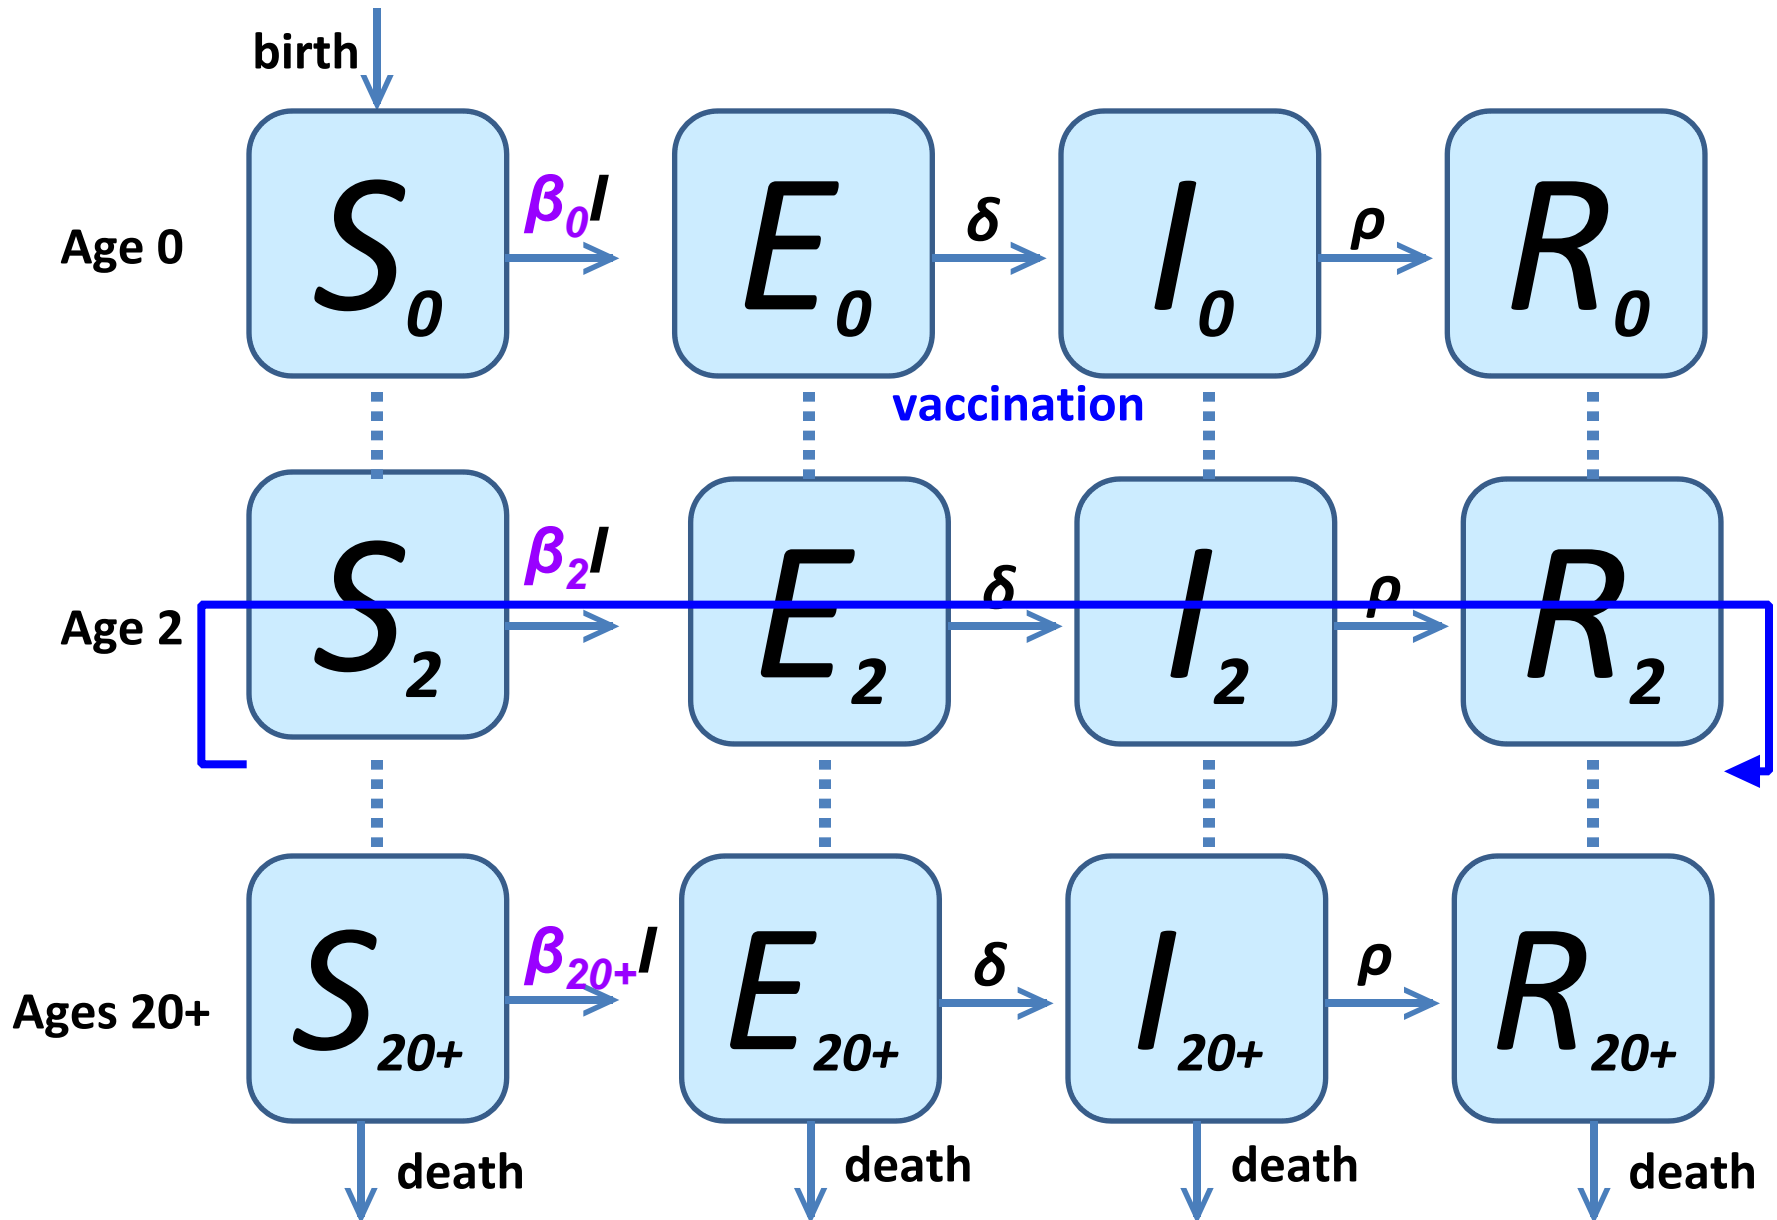 birth
Age 0
S0
β0I
E0
δ
I0
ρ
R0
vaccination
Age 2
S2
β2I
E2
δ
I2
ρ
R2
Ages 20+
S20+
β20+I
E20+
δ
I20+
ρ
R20+
death
death
death
death